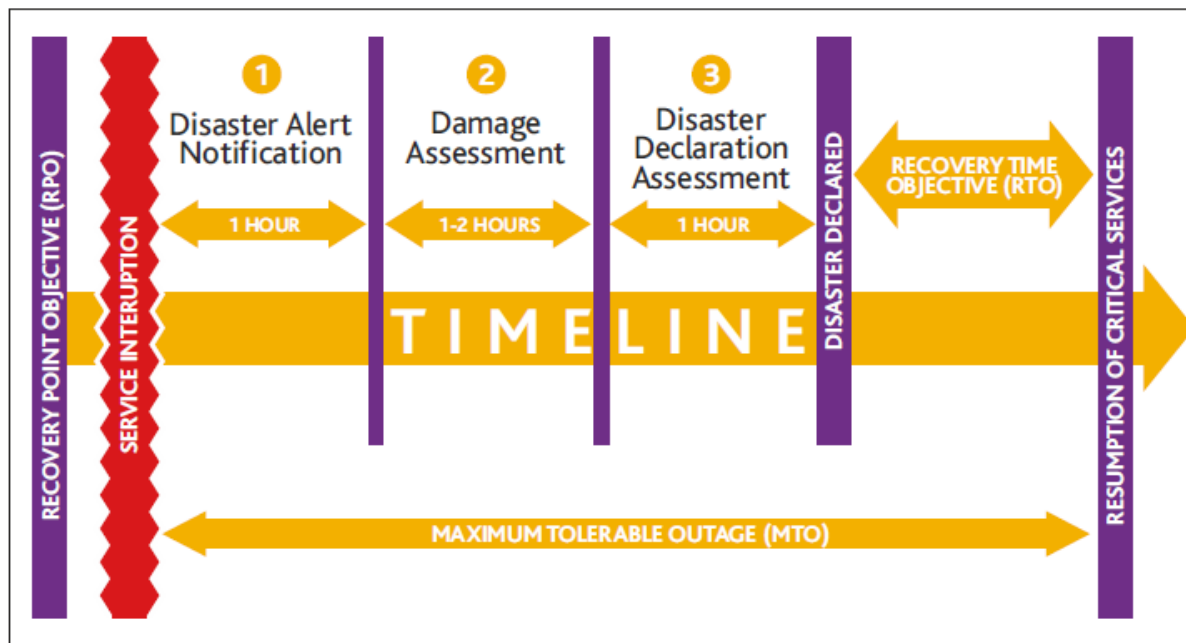 RECOVERY POINT OBJECTIVE (RPO)
SERVICE INTERUPTION
1
Disaster Alert
Notification
1 HOUR
2
Damage
Assessment
1-2 HOURS
3
Disaster
Declaration
Assessment
1 HOUR
DISASTER DECLARED
RECOVERY TIME
OBJECTIVE (RTO)
RESUMPTION OF CRITICAL SERVICES
TIMELINE
MAXIMUM TOLERABLE OUTAGE (MTO)